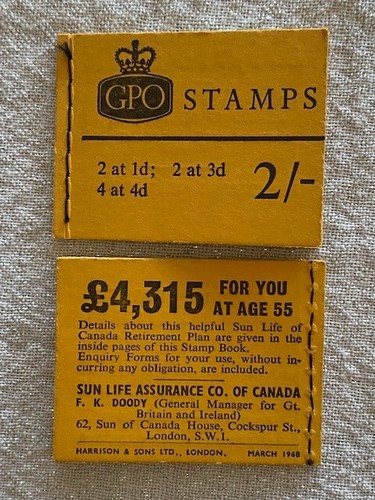 GPO STAMPS
2 at 1d; 2 at 3d
4 at 4d
2/-
£4,315 FOR YOU
AT AGE 55
Details about this helpful Sun Life of
Canada Retirement Plan are given in the
inside pages of this Stamp Book.
Enquiry Forms for your use, without in-
curring any obligation, are included.
SUN LIFE ASSURANCE CO. OF CANADA
F. K. DOODY (General Manager for Gt.
Britain and Ireland)
62, Sun of Canada House, Cockspur St.,
London, S.W.1.
HARRISON & SONS LTD., LONDON. MARCH 1968